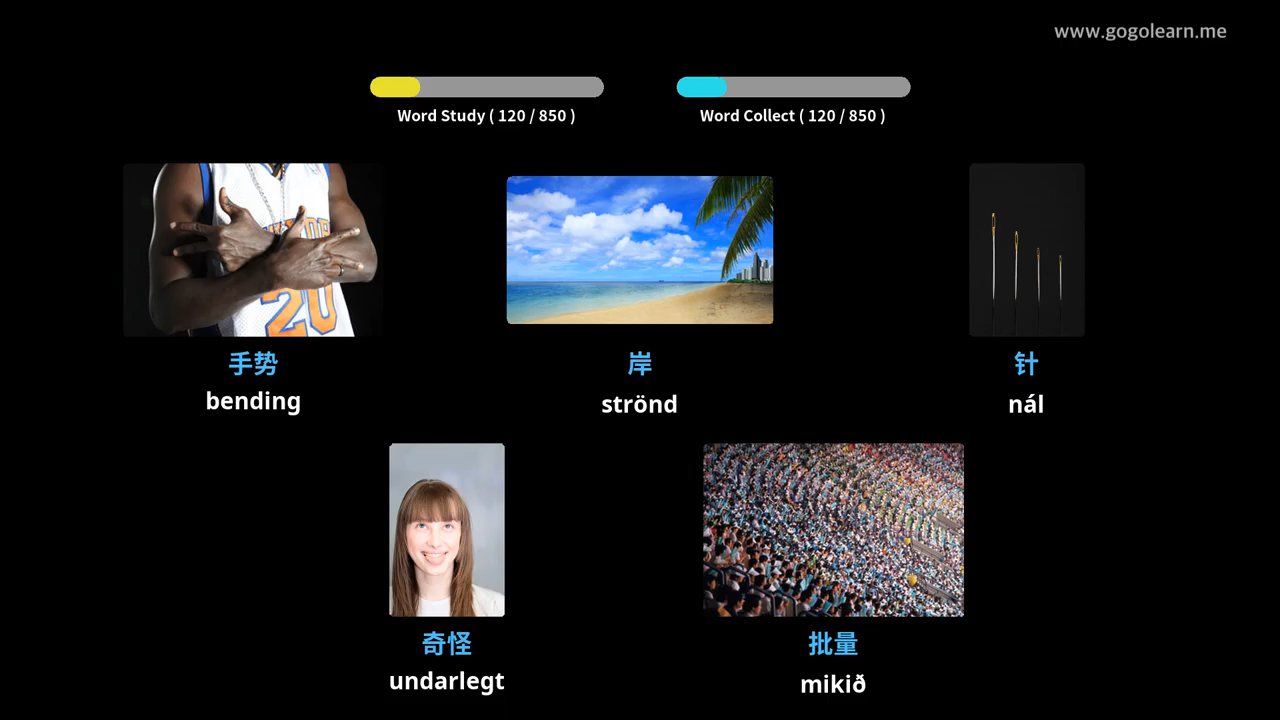 www.gogolearn.me
Word Study ( 120 / 850 )
Word Collect ( 120 / 850 )
20
手势
bending
岸
strönd
针
nál
奇怪
undarlegt
批量
mikið